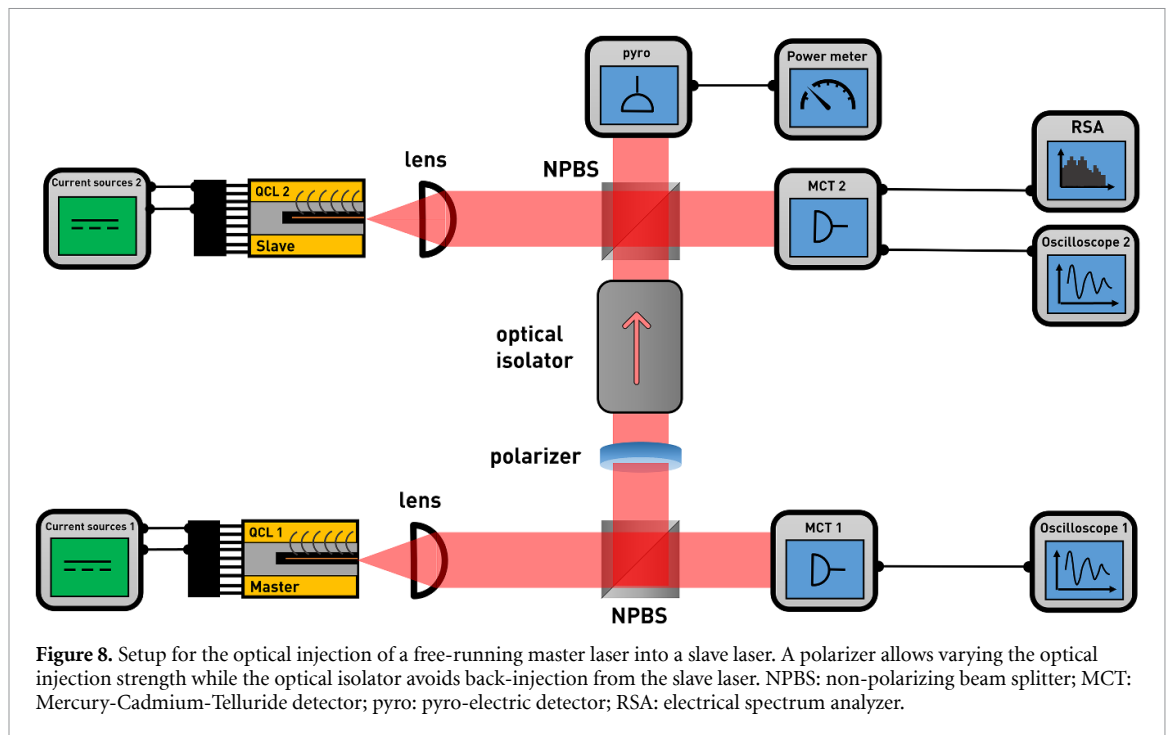 pyro
Power meter
RSA
lens
NPBS
Current sources 2
QCL 2
MCT 2
Slave
Oscilloscope 2
optical
isolator
polarizer
lens
Current sources 1
QCL 1
MCT 1
Oscilloscope 1
Master
NPBS
Figure 8. Setup for the optical injection of a free-running master laser into a slave laser. A polarizer allows varying the optical
injection strength while the optical isolator avoids back-injection from the slave laser. NPBS: non-polarizing beam splitter; MCT:
Mercury-Cadmium-Telluride detector; pyro: pyro-electric detector; RSA: electrical spectrum analyzer.